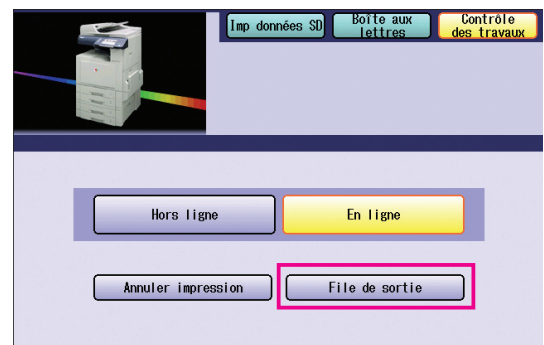 Imp données SD
Boîte aux
lettres
Contrôle
des travaux
Hors ligne
En ligne
Annuler impression
File de sortie